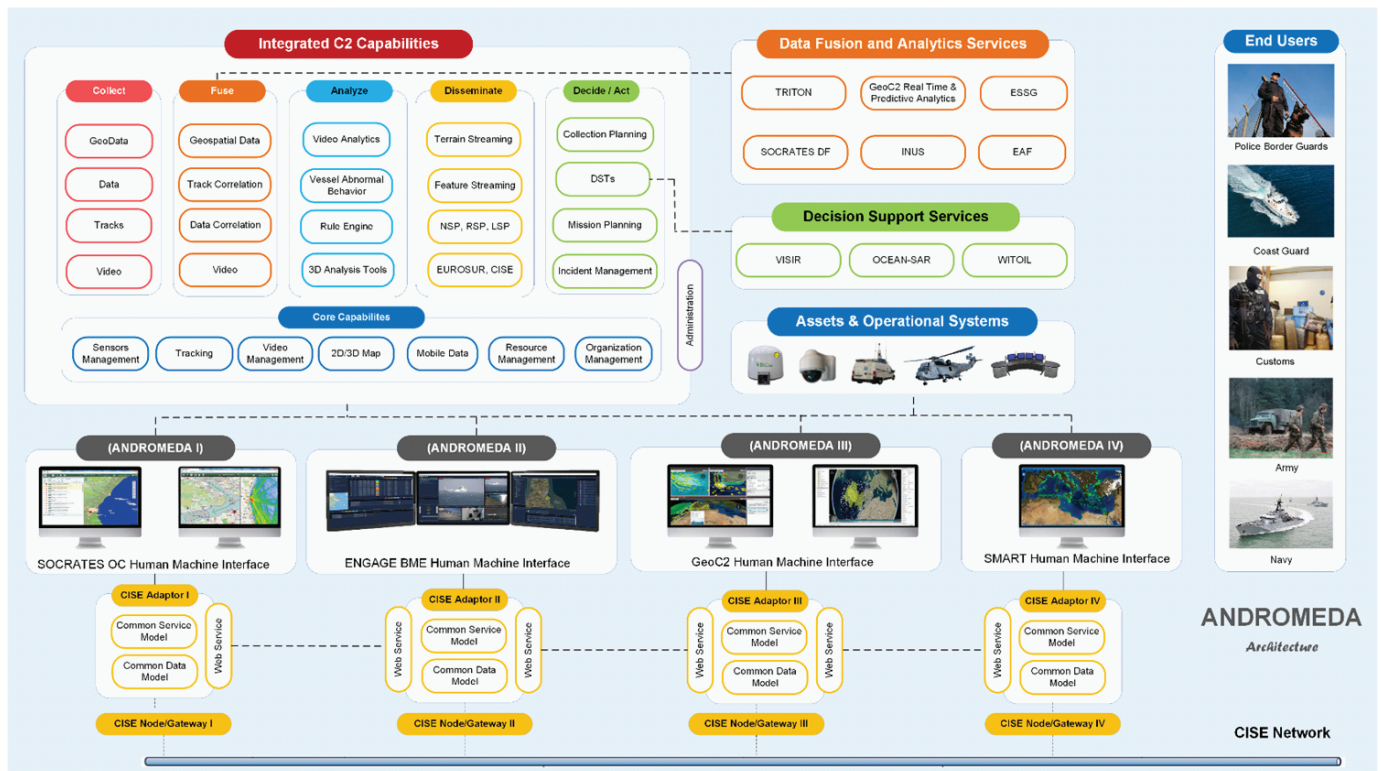 Integrated C2 Capabilities
Collect
GeoData
Data
Tracks
Video
Fuse
Geospatial Data
Track Correlation
Data Correlation
Video
Analyze
Video Analytics
Vessel Abnormal
Behavior
Rule Engine
3D Analysis Tools
Disseminate
Terrain Streaming
Feature Streaming
NSP, RSP, LSP
EUROSUR, CISE
Decide / Act
Collection Planning
DSTs
Mission Planning
Incident Management
Administration
Core Capabilites
Sensors
Management
Tracking
Video
Management
2D/3D Map
Mobile Data
Resource
Management
Organization
Management
Data Fusion and Analytics Services
TRITON
GeoC2 Real Time &
Predictive Analytics
ESSG
SOCRATES DF
INUS
EAF
Decision Support Services
VISIR
OCEAN-SAR
WITOIL
Assets & Operational Systems
End Users
Police Border Guards
Coast Guard
Customs
Army
Navy
(ANDROMEDA I)
SOCRATES OC Human Machine Interface
(ANDROMEDA II)
ENGAGE BME Human Machine Interface
(ANDROMEDA III)
GeoC2 Human Machine Interface
(ANDROMEDA IV)
SMART Human Machine Interface
CISE Adaptor I
Common Service
Model
Common Data
Model
Web Service
CISE Adaptor II
Web Service
Common Service
Model
Common Data
Model
Web Service
CISE Adaptor III
Web Service
Common Service
Model
Common Data
Model
Web Service
CISE Adaptor IV
Web Service
Common Service
Model
Common Data
Model
CISE Node/Gateway I
CISE Node/Gateway II
CISE Node/Gateway III
CISE Node/Gateway IV
ANDROMEDA
Architecture
CISE Network